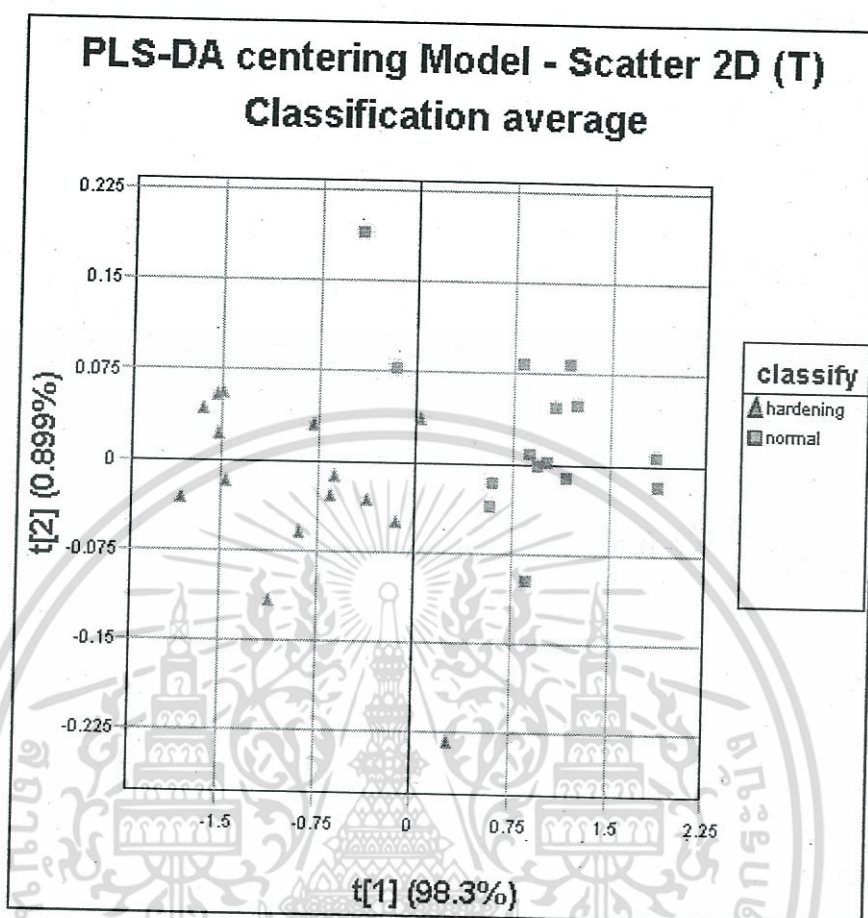 PLS-DA centering Model - Scatter 2D (T)
Classification average
0.225
0.15
0.075
0
-0.075
-0.15
-0.225
t[2] (0.899%)
-1.5
-0.75
0
0.75
1.5
2.25
t[1] (98.3%)
classify
hardening
normal